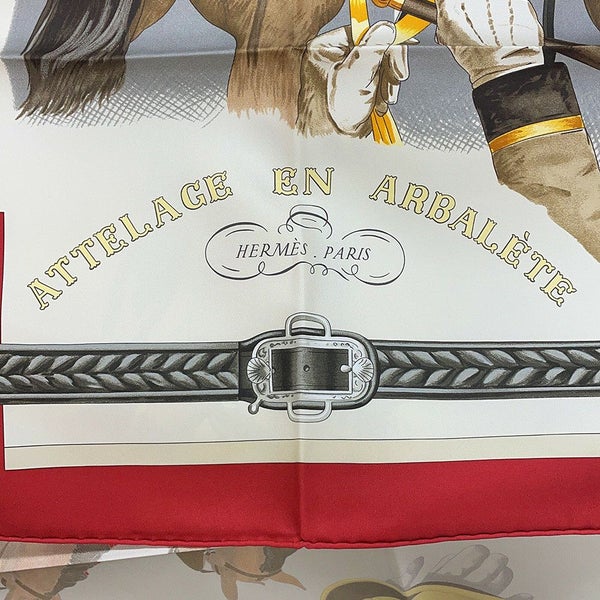 ATTELAGE EN ARBALÈTE
HERMÈS . PARIS